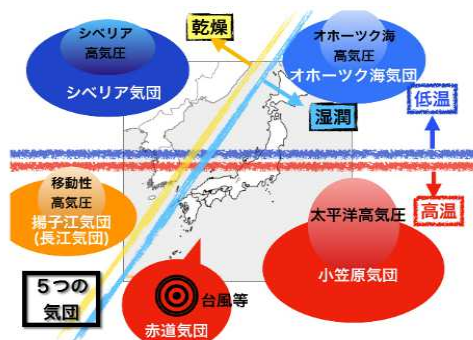 シベリア
高気圧
シベリア気団
乾燥
オホーツク海
高気圧
オホーツク海気団
湿潤
低温
移動性
高気圧
揚子江気団
(長江気団)
太平洋高気圧
高温
小笠原気団
５つの
気団
台風等
赤道気団